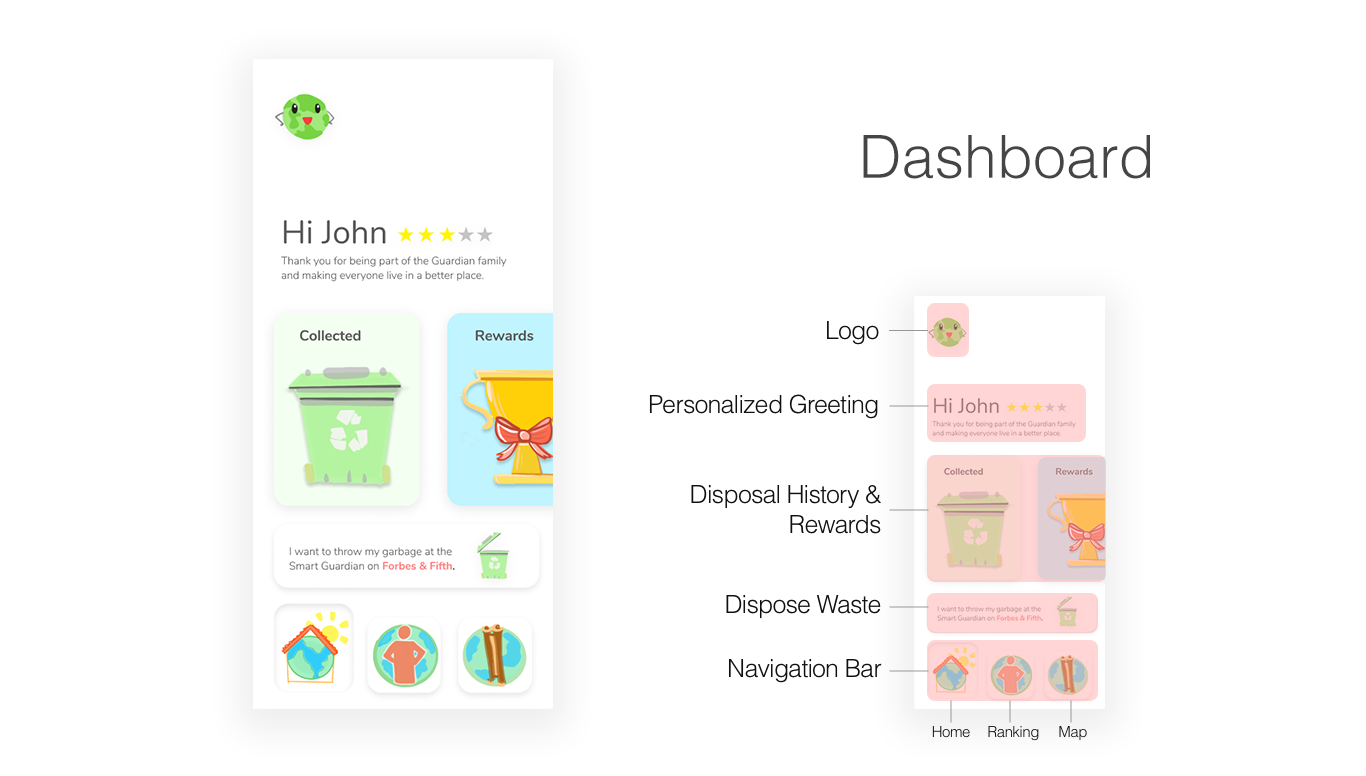 Dashboard
Hi John
Thank you for being part of the Guardian family
and making everyone live in a better place.
Collected
Rewards
I want to throw my garbage at the
Smart Guardian on Forbes & Fifth.
Logo
Personalized Greeting
Hi John
Thank you for being part of the Guardian family
and making everyone live in a better place.
Disposal History &
Rewards
Collected
Rewards
Dispose Waste
I want to throw my garbage at the
Smart Guardian on Forbes & Fifth.
Navigation Bar
Home
Ranking
Map